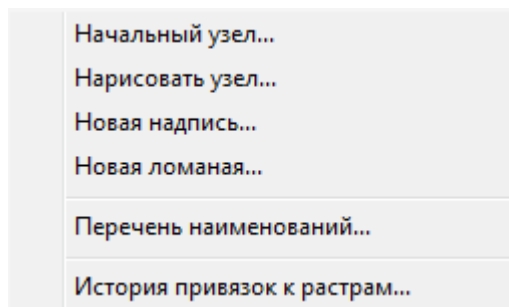 Начальный узел...
Нарисовать узел...
Новая надпись...
Новая ломаная...
Перечень наименований...
История привязок к растрам...